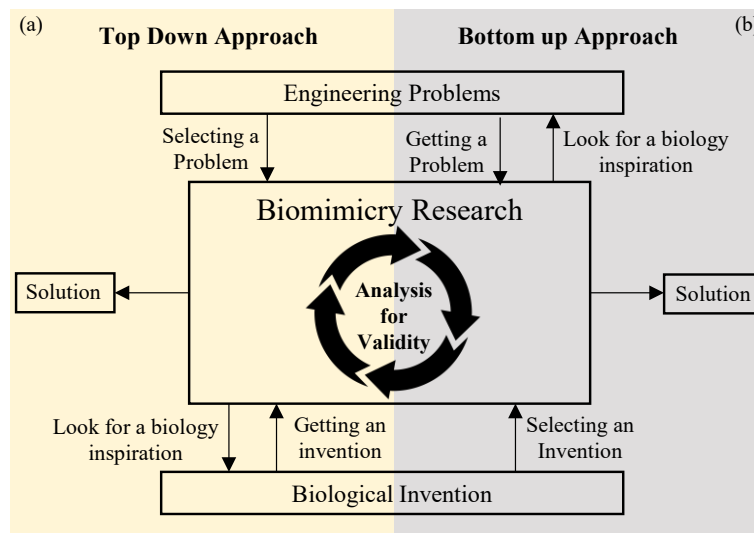 (a)
Top Down Approach
Bottom up Approach
(b)
Engineering Problems
Selecting a
Problem
Getting a
Problem
Look for a biology
inspiration
Biomimicry Research
Solution
Analysis
for
Validity
Solution
Look for a biology
inspiration
Getting an
invention
Selecting an
Invention
Biological Invention